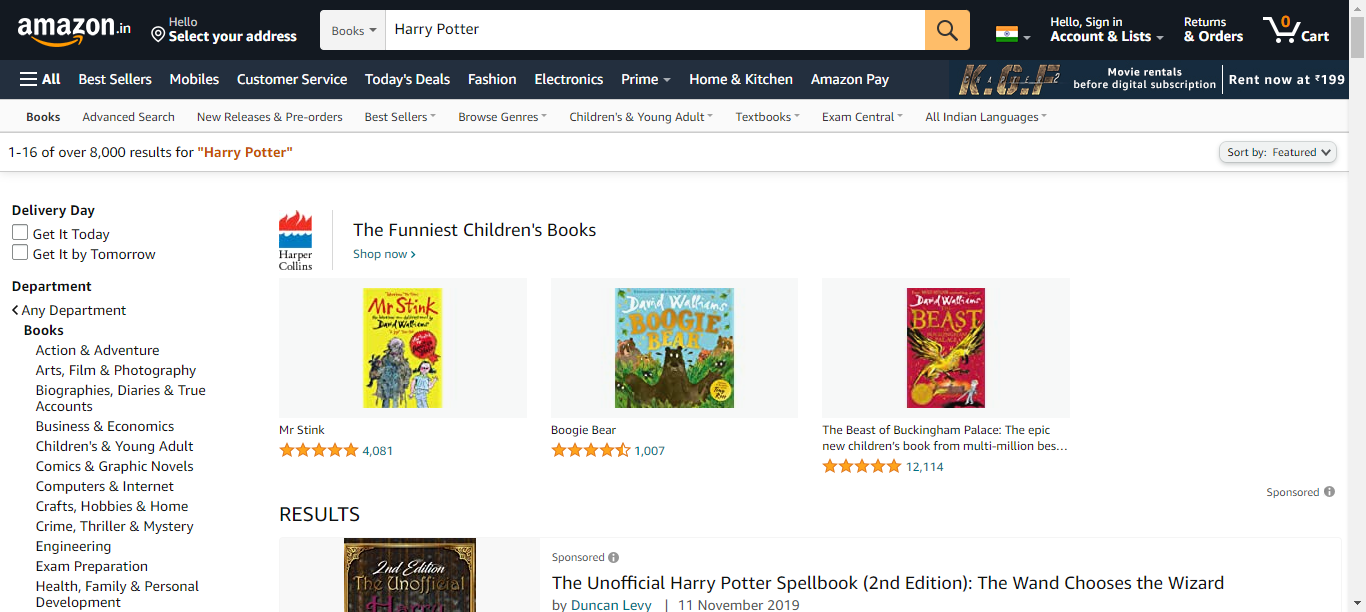 amazon.in
Hello
Select your address
Books
Harry Potter
Hello, Sign in
Account & Lists
Returns
& Orders
0
Cart
All
Best Sellers
Mobiles
Customer Service
Today's Deals
Fashion
Electronics
Prime
Home & Kitchen
Amazon Pay
K.G.F 2
Movie rentals
before digital subscription
Rent now at ₹199
Books
Advanced Search
New Releases & Pre-orders
Best Sellers
Browse Genres
Children's & Young Adult
Textbooks
Exam Central
All Indian Languages
1-16 of over 8,000 results for "Harry Potter"
Sort by: Featured
Delivery Day
Get It Today
Get It by Tomorrow
Department
Any Department
Books
Action & Adventure
Arts, Film & Photography
Biographies, Diaries & True
Accounts
Business & Economics
Children's & Young Adult
Comics & Graphic Novels
Computers & Internet
Crafts, Hobbies & Home
Crime, Thriller & Mystery
Engineering
Exam Preparation
Health, Family & Personal
Development
Harper
Collins
The Funniest Children's Books
Shop now
Mr Stink
David Walliams
David Walliams
BOOGIE
BEAR
Tony Ross
David Walliams
BEAST
Mr Stink
4,081
Boogie Bear
1,007
The Beast of Buckingham Palace: The epic
new children's book from multi-million bes…
12,114
Sponsored
RESULTS
2nd Edition
The Unofficial
Harry
Sponsored
The Unofficial Harry Potter Spellbook (2nd Edition): The Wand Chooses the Wizard
by Duncan Levy | 11 November 2019